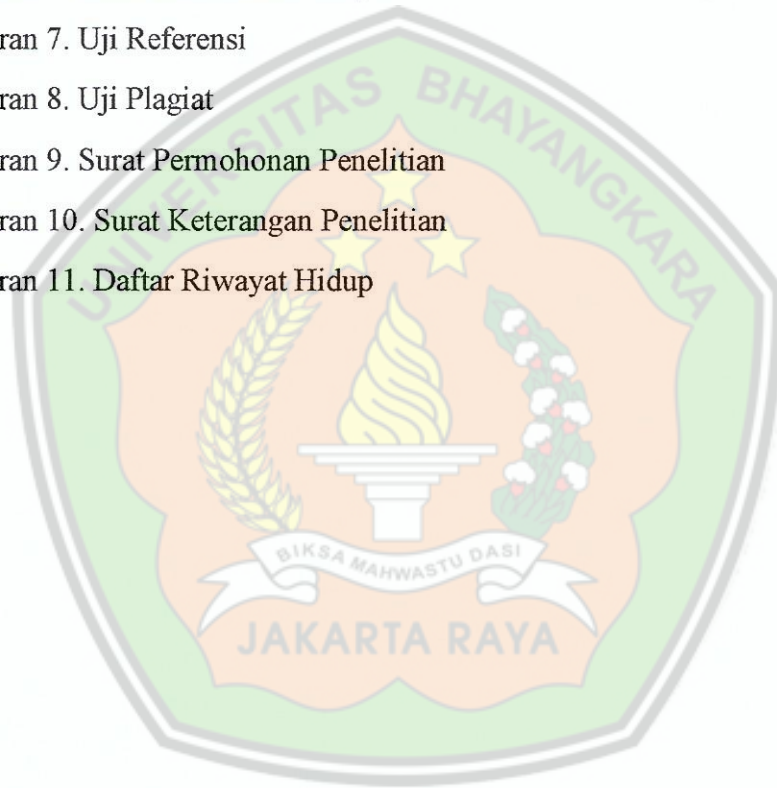 ran 7. Uji Referensi
ran 8. Uji Plagiat
ran 9. Surat Permohonan Penelitian
ran 10. Surat Keterangan Penelitian
ran 11. Daftar Riwayat Hidup
UNIVERSITAS BHAYANGKARA
BIKSA MAHWASTU DASI
JAKARTA RAYA